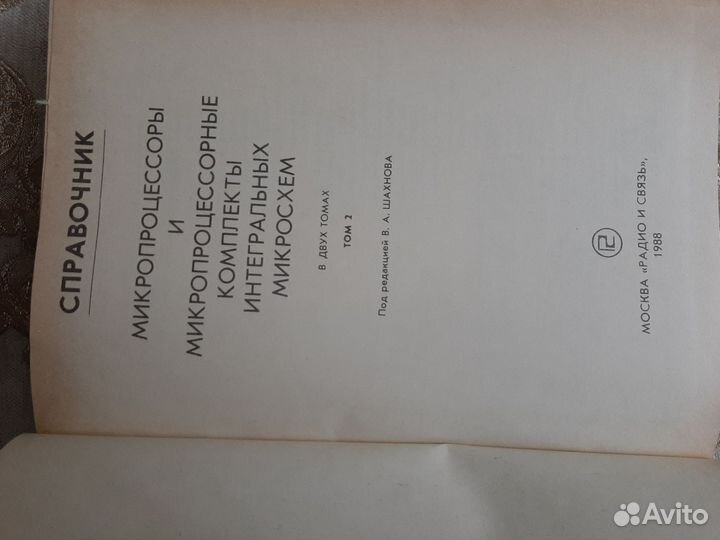 СПРАВОЧНИК
МИКРОПРОЦЕССОРЫ
И
МИКРОПРОЦЕССОРНЫЕ
КОМПЛЕКТЫ
ИНТЕГРАЛЬНЫХ
МИКРОСХЕМ
В ДВУХ ТОМАХ
ТОМ 2
Под редакцией В. А. ШАХНОВА
МОСКВА «РАДИО И СВЯЗЬ»,
1988
Avito